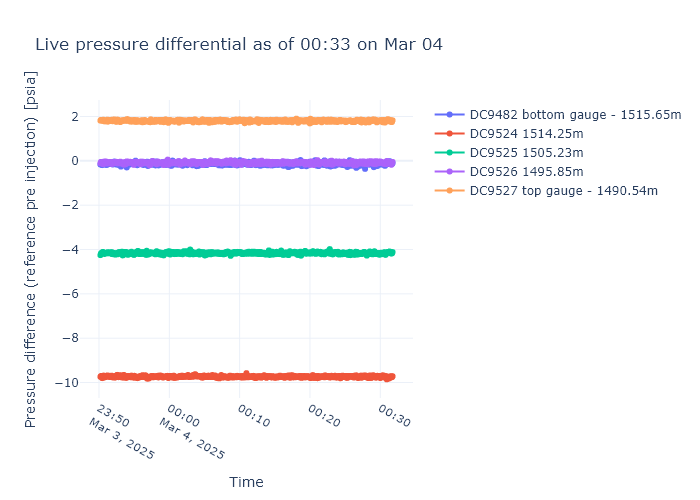 Live pressure differential as of 00:33 on Mar 04
Pressure difference (reference pre injection) [psia]
2
0
−2
−4
−6
−8
−10
23:50
Mar 3, 2025
00:00
Mar 4, 2025
00:10
00:20
00:30
Time
DC9482 bottom gauge - 1515.65m
DC9524 1514.25m
DC9525 1505.23m
DC9526 1495.85m
DC9527 top gauge - 1490.54m